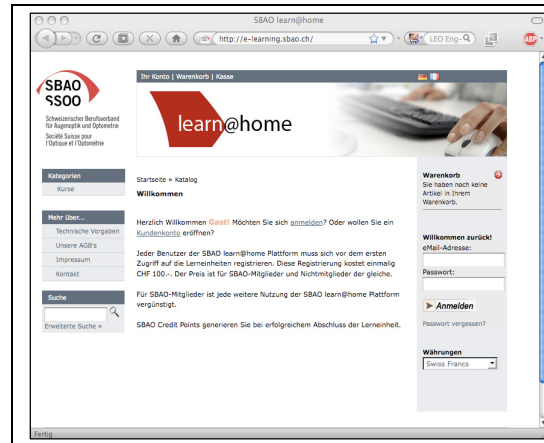 SBAO learn@home
http://e-learning.sbao.ch/
LEO Eng-
ABP
SBAO
SSOO
Schweizerischer Berufsverband
für Augenoptik und Optometrie
Société Suisse pour
l'Optique et l'Optométrie
Ihr Konto | Warenkorb | Kasse
learn@home
Kategorien
Kurse
Mehr über...
Technische Vorgaben
Unsere AGB's
Impressum
Kontakt
Suche
Erweiterte Suche »
Startseite » Katalog
Willkommen
Herzlich Willkommen Gast! Möchten Sie sich anmelden? Oder wollen Sie ein
Kundenkonto eröffnen?
Jeder Benutzer der SBAO learn@home Plattform muss sich vor dem ersten
Zugriff auf die Lerneinheiten registrieren. Diese Registrierung kostet einmalig
CHF 100.-. Der Preis ist für SBAO-Mitglieder und Nichtmitglieder der gleiche.
Für SBAO-Mitglieder ist jede weitere Nutzung der SBAO learn@home Plattform
vergünstigt.
SBAO Credit Points generieren Sie bei erfolgreichem Abschluss der Lerneinheit.
Warenkorb
Sie haben noch keine
Artikel in Ihrem
Warenkorb.
Willkommen zurück!
eMail-Adresse:
Passwort:
Anmelden
Passwort vergessen?
Währungen
Swiss Francs
Fertig